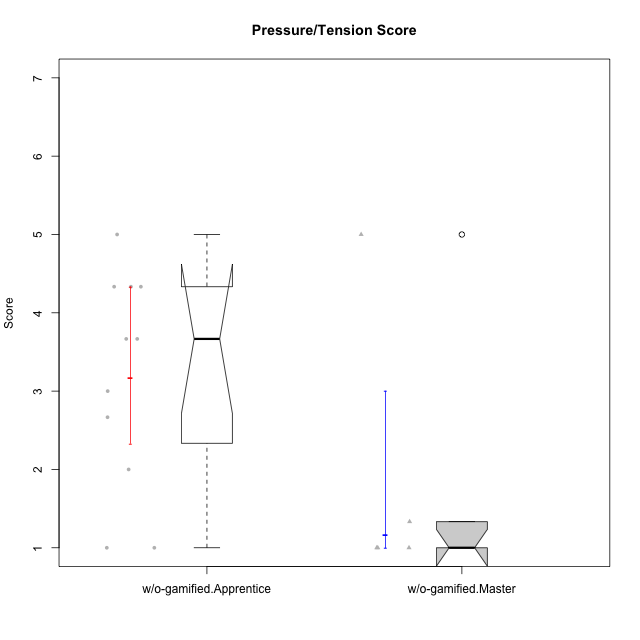 Pressure/Tension Score
7
6
5
4
3
2
1
Score
w/o-gamified.Apprentice
w/o-gamified.Master